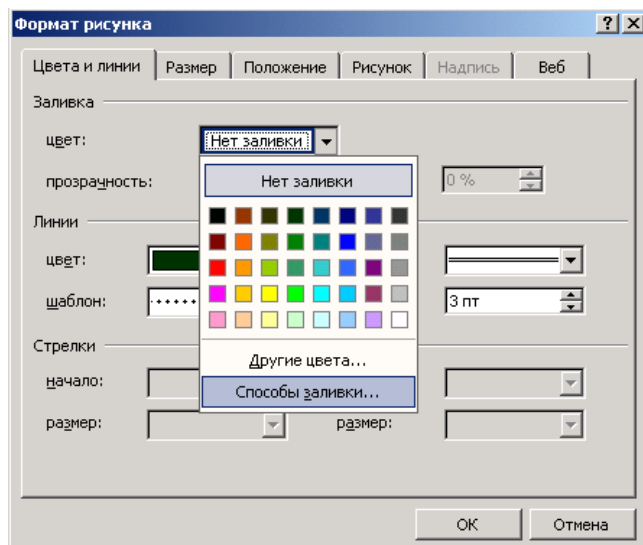 Формат рисунка
Цвета и линии Размер Положение Рисунок Надпись Веб
Заливка
цвет: Нет заливки
прозрачность: Нет заливки 0 %
Линии
цвет:
шаблон: 3 пт
Стрелки
Другие цвета...
начало:
Способы заливки...
размер: размер:
ОК Отмена